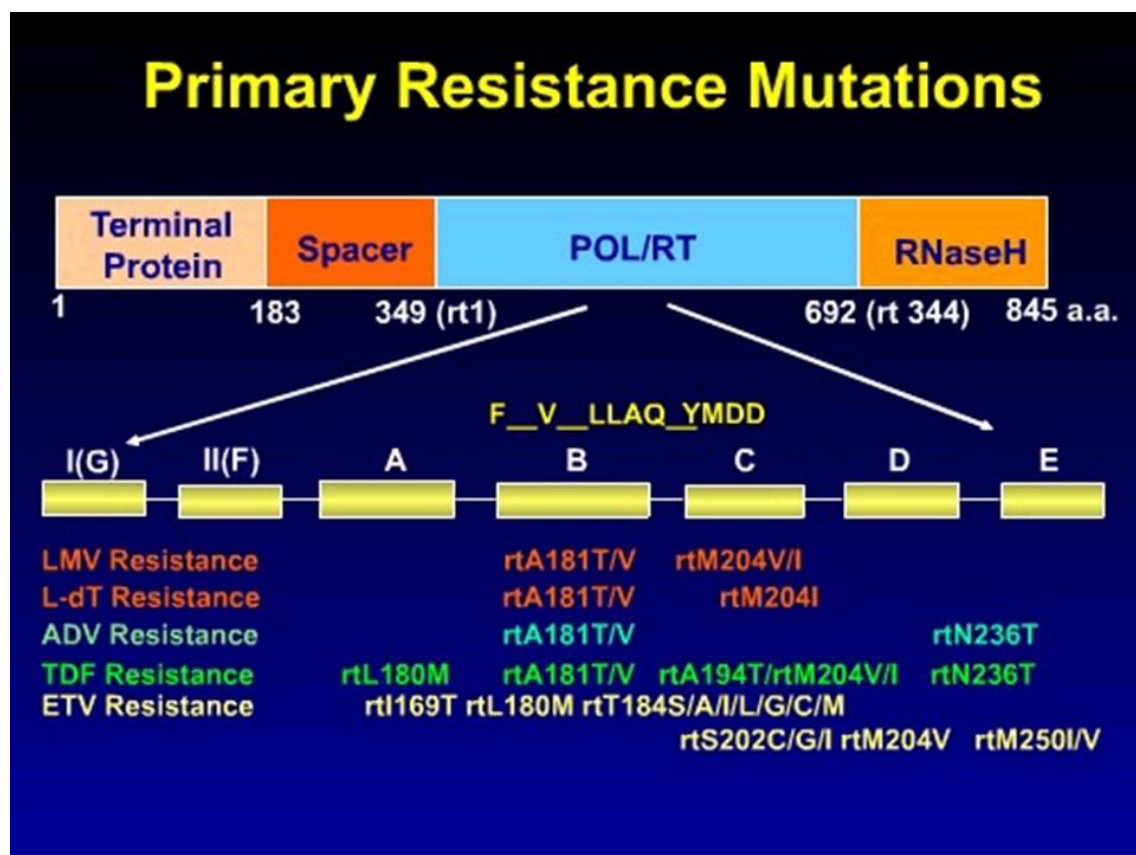 Primary Resistance Mutations
Terminal Protein
Spacer
POL/RT
RNaseH
1
183
349 (rt1)
692 (rt 344)
845 a.a.
F__V__LLAQ_YMDD
I(G) II(F) A B C D E
LMV Resistance rtA181T/V rtM204V/I
L-dT Resistance rtA181T/V rtM204I
ADV Resistance rtA181T/V rtN236T
TDF Resistance rtL180M rtA181T/V rtA194T/rtM204V/I rtN236T
ETV Resistance rtI169T rtL180M rtT184S/A/I/L/G/C/M
rtS202C/G/I rtM204V rtM250I/V